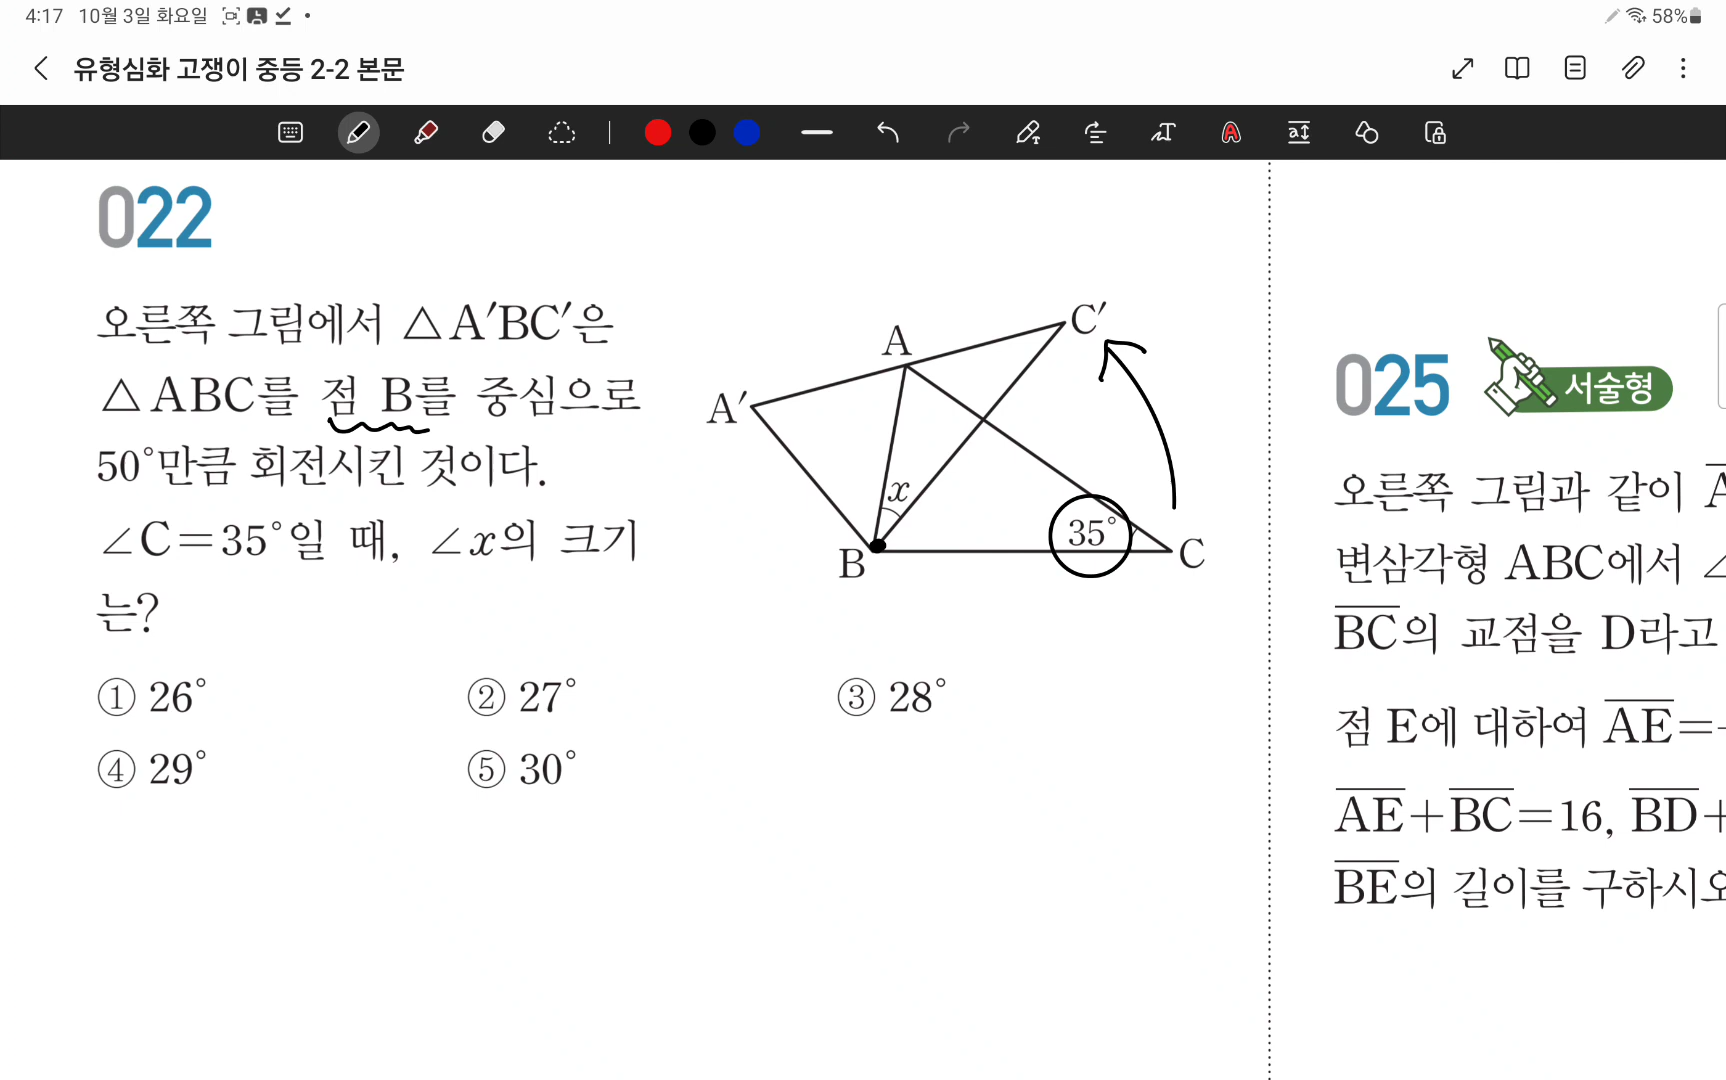 4:17 10월 3일 화요일
58%
유형심화 고쟁이 중등 2-2 본문
022
오른쪽 그림에서 △A′BC′은
△ABC를 점 B를 중심으로
50°만큼 회전시킨 것이다.
∠C=35°일 때, ∠x의 크기
는?
A
C′
A′
x
B
35°
C
① 26° ② 27° ③ 28°
④ 29° ⑤ 30°
025 서술형
오른쪽 그림과 같이
변삼각형 ABC에서 ∠
BC의 교점을 D라고
점 E에 대하여 AE=
AE+BC=16, BD+
BE의 길이를 구하시오